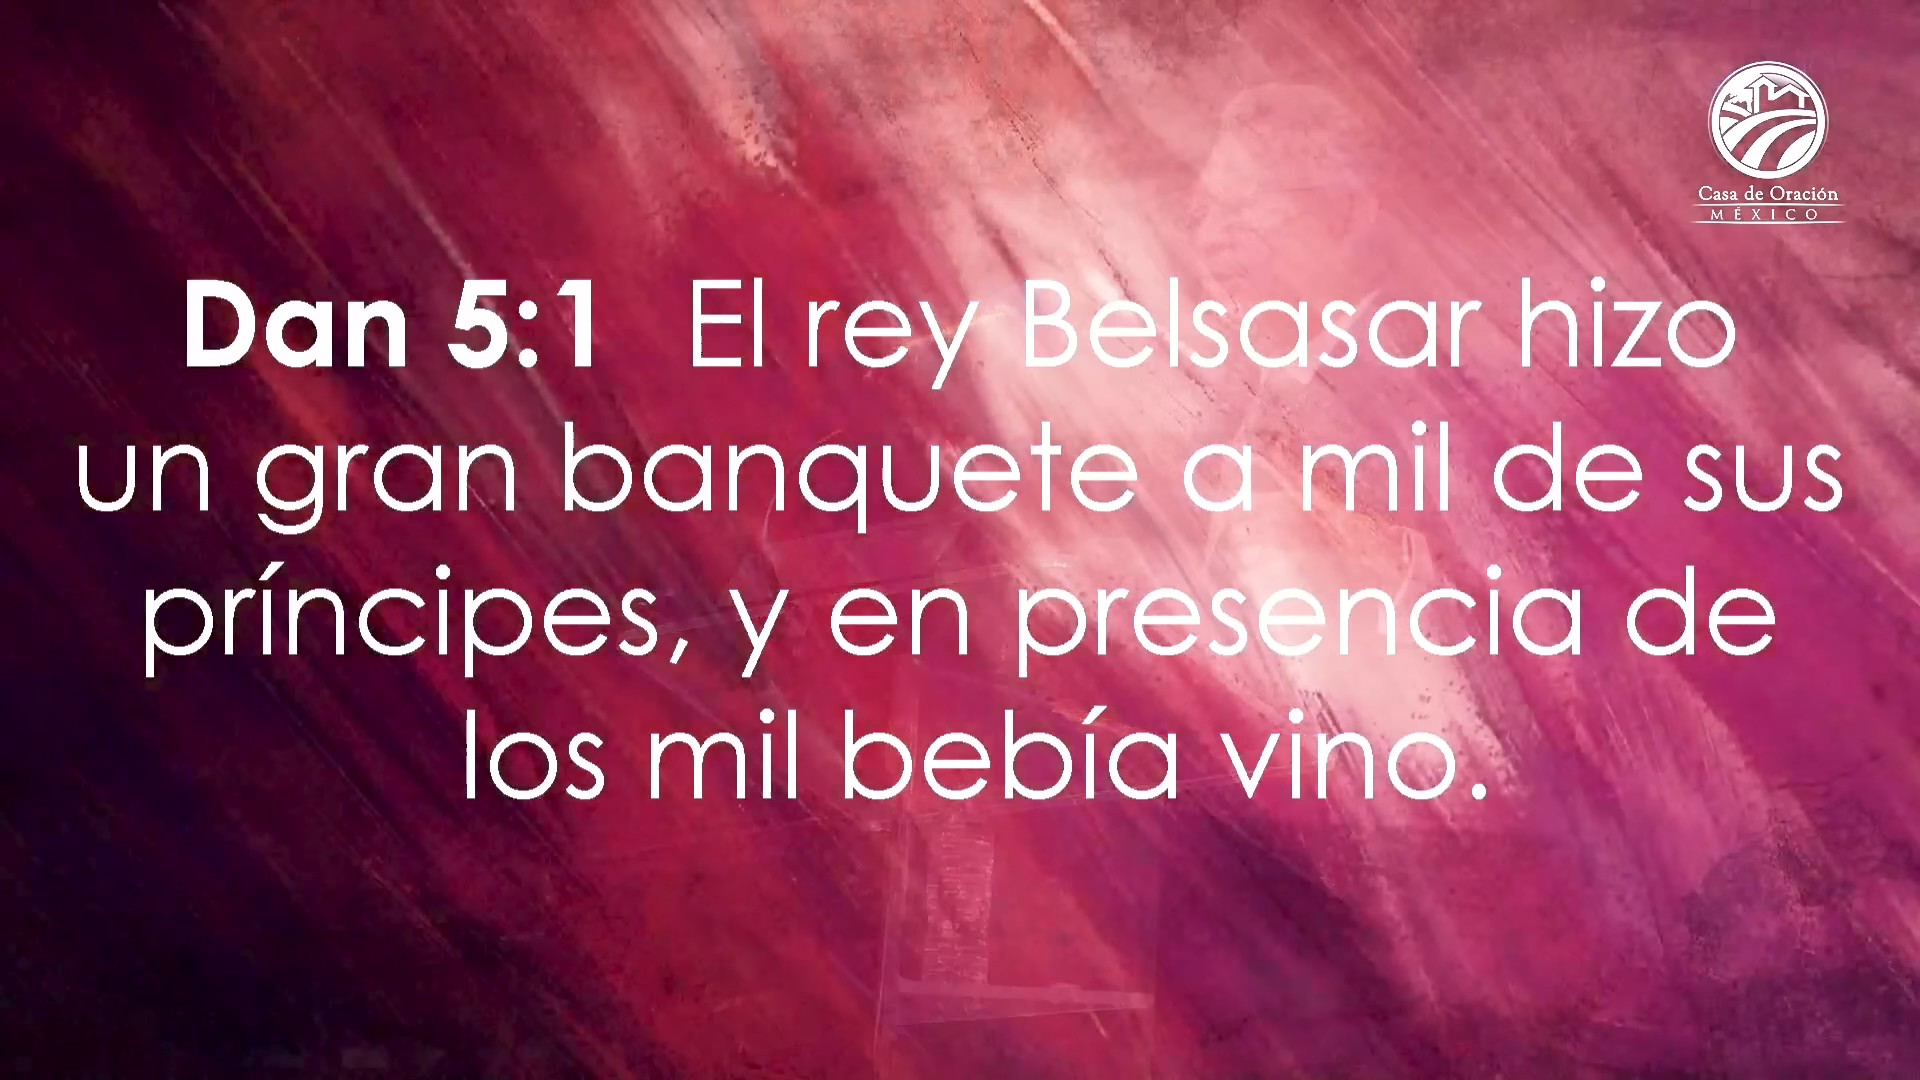 Casa de Oración
MÉXICO
Dan 5:1 El rey Belsasar hizo
un gran banquete a mil de sus
príncipes, y en presencia de
los mil bebía vino.